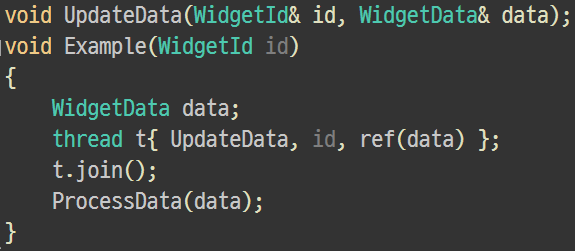 void UpdateData(WidgetId& id, WidgetData& data);
void Example(WidgetId id)
{
    WidgetData data;
    thread t{ UpdateData, id, ref(data) };
    t.join();
    ProcessData(data);
}